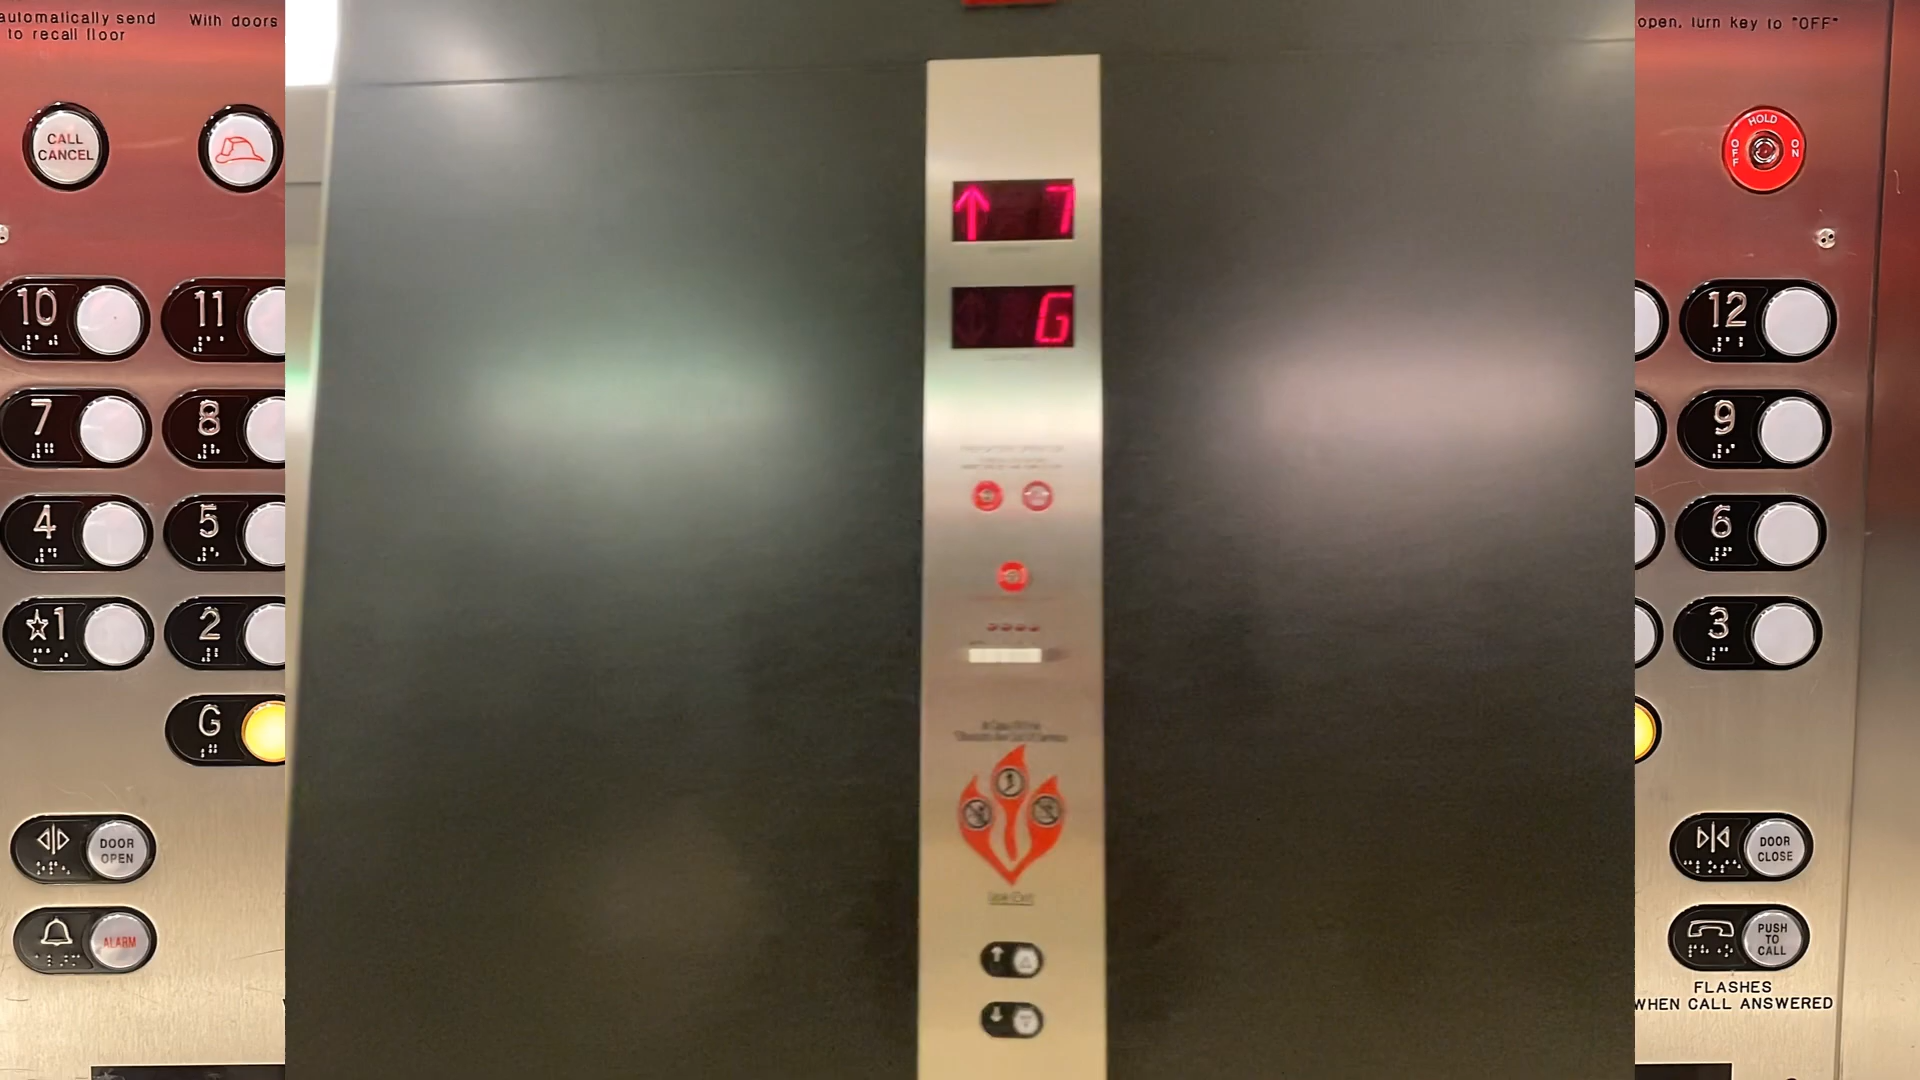 automatically send
to recall floor
With doors
CALL
CANCEL
10
11
7
8
4
5
☆1
2
G
DOOR
OPEN
ALARM
↑ 7
G
open, turn key to "OFF"
HOLD
OFF
ON
12
9
6
3
DOOR
CLOSE
PUSH
TO
CALL
FLASHES
WHEN CALL ANSWERED